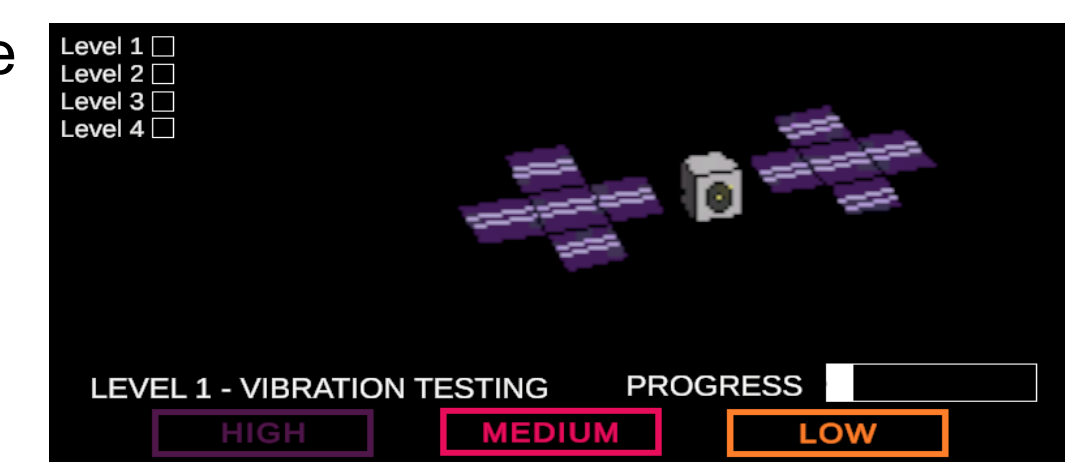 e
Level 1
Level 2
Level 3
Level 4
LEVEL 1 - VIBRATION TESTING
PROGRESS
HIGH
MEDIUM
LOW